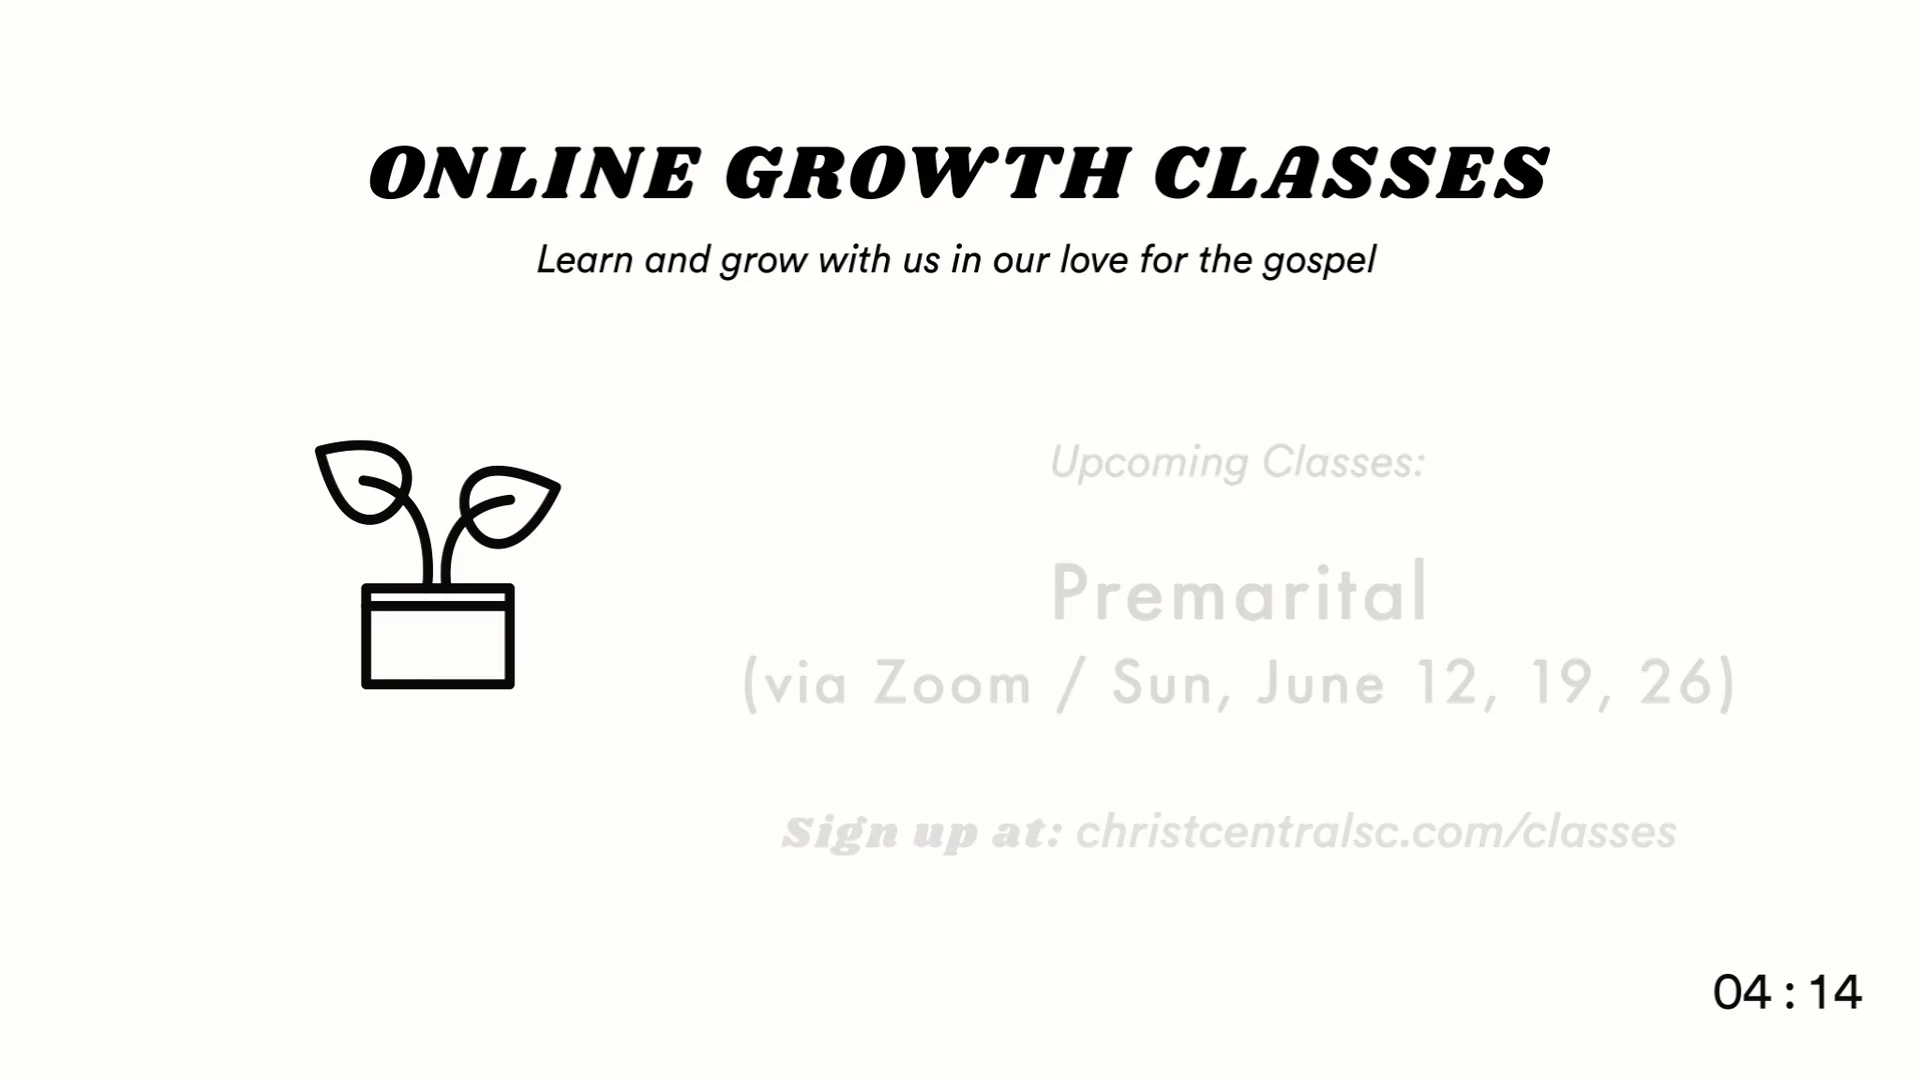 ONLINE GROWTH CLASSES
Learn and grow with us in our love for the gospel
Upcoming Classes:
Premarital
(via Zoom / Sun, June 12, 19, 26)
Sign up at: christcentralsc.com/classes
04:14